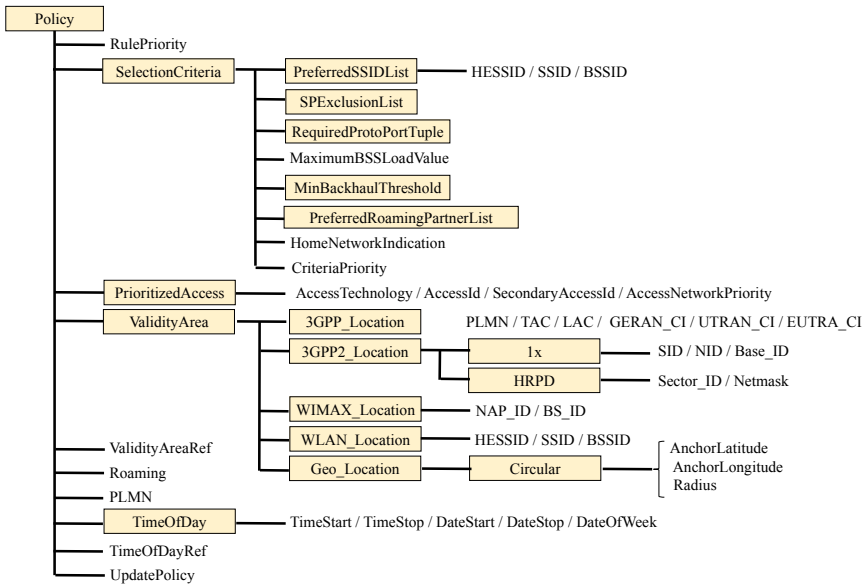 Policy
RulePriority
SelectionCriteria
PreferredSSIDList
HESSID / SSID / BSSID
SPExclusionList
RequiredProtoPortTuple
MaximumBSSLoadValue
MinBackhaulThreshold
PreferredRoamingPartnerList
HomeNetworkIndication
CriteriaPriority
PrioritizedAccess
AccessTechnology / AccessId / SecondaryAccessId / AccessNetworkPriority
ValidityArea
3GPP_Location
PLMN / TAC / LAC / GERAN_CI / UTRAN_CI / EUTRA_CI
3GPP2_Location
1x
SID / NID / Base_ID
HRPD
Sector_ID / Netmask
WIMAX_Location
NAP_ID / BS_ID
WLAN_Location
HESSID / SSID / BSSID
Geo_Location
Circular
AnchorLatitude
AnchorLongitude
Radius
ValidityAreaRef
Roaming
PLMN
TimeOfDay
TimeStart / TimeStop / DateStart / DateStop / DateOfWeek
TimeOfDayRef
UpdatePolicy